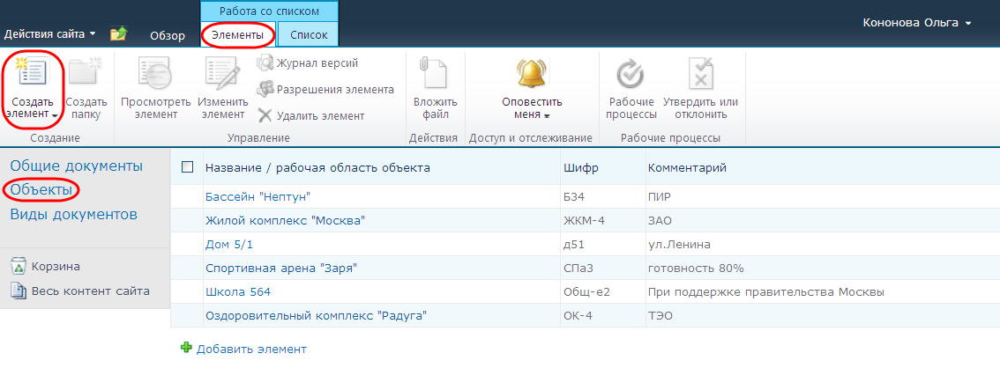 Работа со списком
Действия сайта Обзор Элементы Список Кононова Ольга
Создать элемент
Создать папку
Создание
Просмотреть элемент
Изменить элемент
Журнал версий
Разрешения элемента
Удалить элемент
Управление
Вложить файл
Действия
Оповестить меня
Доступ и отслеживание
Рабочие процессы
Утвердить или отклонить
Рабочие процессы
Общие документы
Объекты
Виды документов
Корзина
Весь контент сайта
Название / рабочая область объекта Шифр Комментарий
Бассейн "Нептун" Б34 ПИР
Жилой комплекс "Москва" ЖКМ-4 ЗАО
Дом 5/1 д51 ул.Ленина
Спортивная арена "Заря" СПа3 готовность 80%
Школа 564 Общ-е2 При поддержке правительства Москвы
Оздоровительный комплекс "Радуга" ОК-4 ТЭО
Добавить элемент